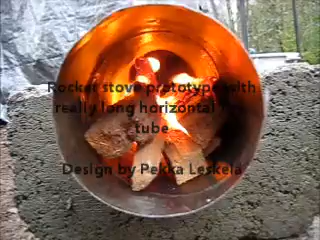 Rocket stove prototype with
really long horizontal
tube
Design by Pekka Leskelä